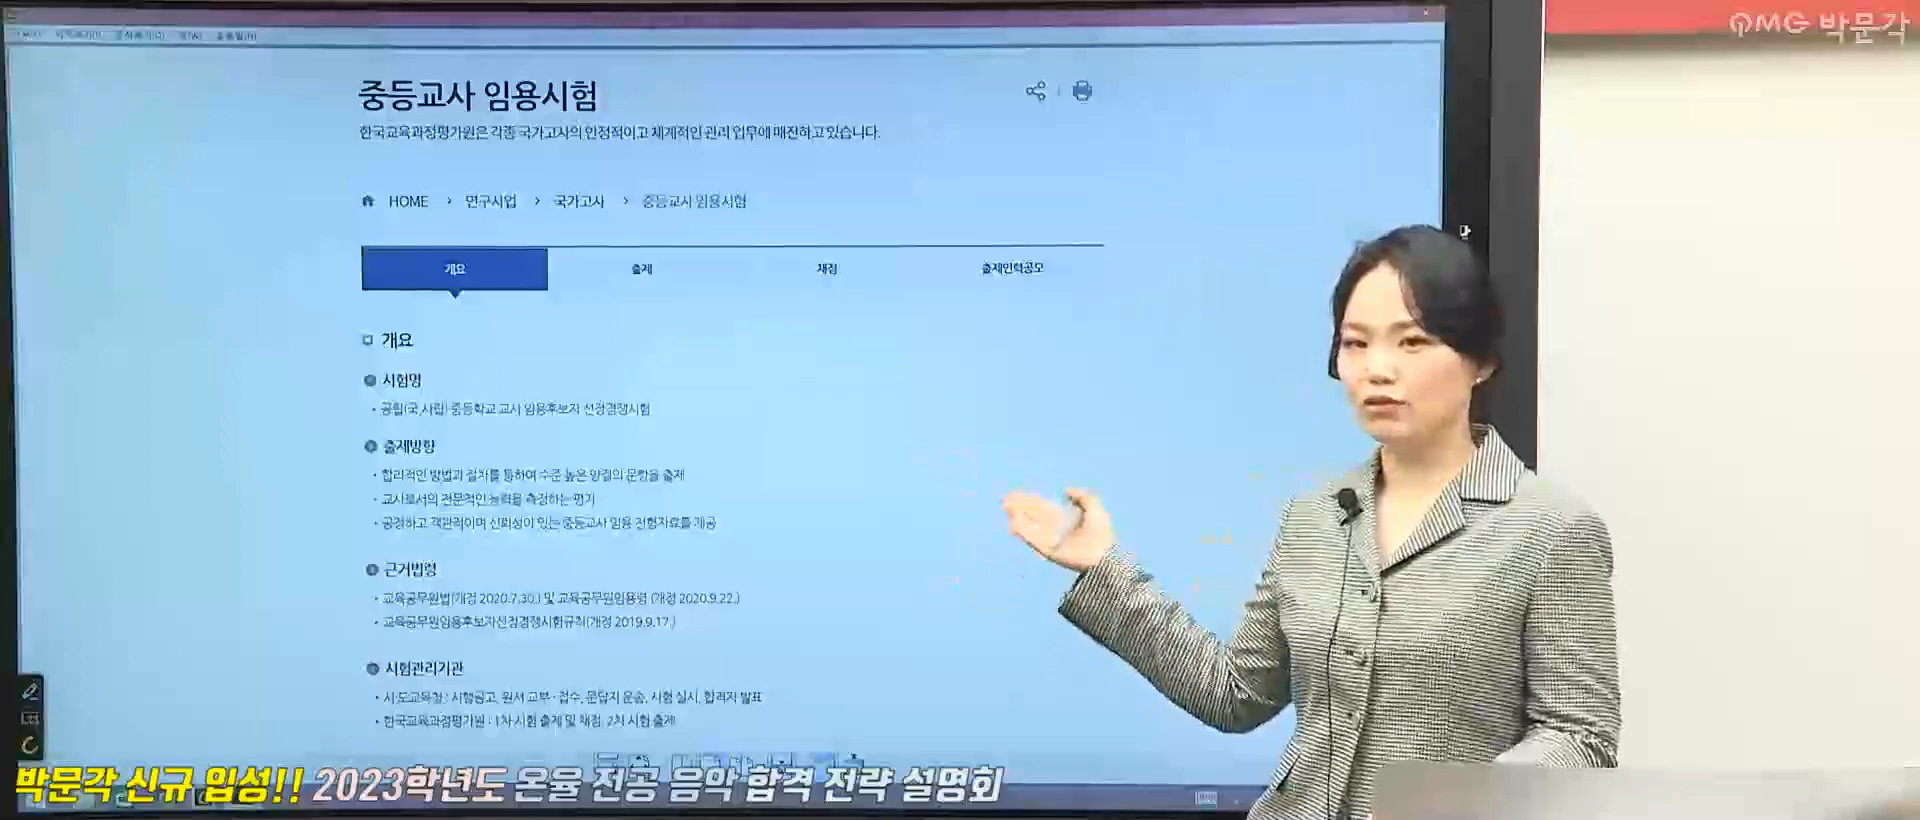 PMG 박문각
중등교사 임용시험
한국교육과정평가원은 각종 국가고사의 안정적이고 체계적인 관리 업무에 매진하고 있습니다.
HOME > 연구사업 > 국가고사 > 중등교사 임용시험
개요 출제 채점 출제인력공모
개요
시험명
• 공립(국,사립) 중등학교 교사 임용후보자 선정경쟁시험
출제방향
• 합리적인 방법과 절차를 통하여 수준 높은 양질의 문항을 출제
• 교사로서의 전문적인 능력을 측정하는 평가
• 공정하고 객관적이며 신뢰성이 있는 중등교사 임용 전형자료를 제공
근거법령
• 교육공무원법(개정 2020.7.30.) 및 교육공무원임용령 (개정 2020.9.22.)
• 교육공무원임용후보자선정경쟁시험규칙(개정 2019.9.17.)
시험관리기관
• 시·도교육청 : 시험공고, 원서 교부·접수, 문답지 운송, 시험 실시, 합격자 발표
• 한국교육과정평가원 : 1차 시험 출제 및 채점, 2차 시험 출제
박문각 신규 입성!! 2023학년도 온율 전공 음악 합격 전략 설명회